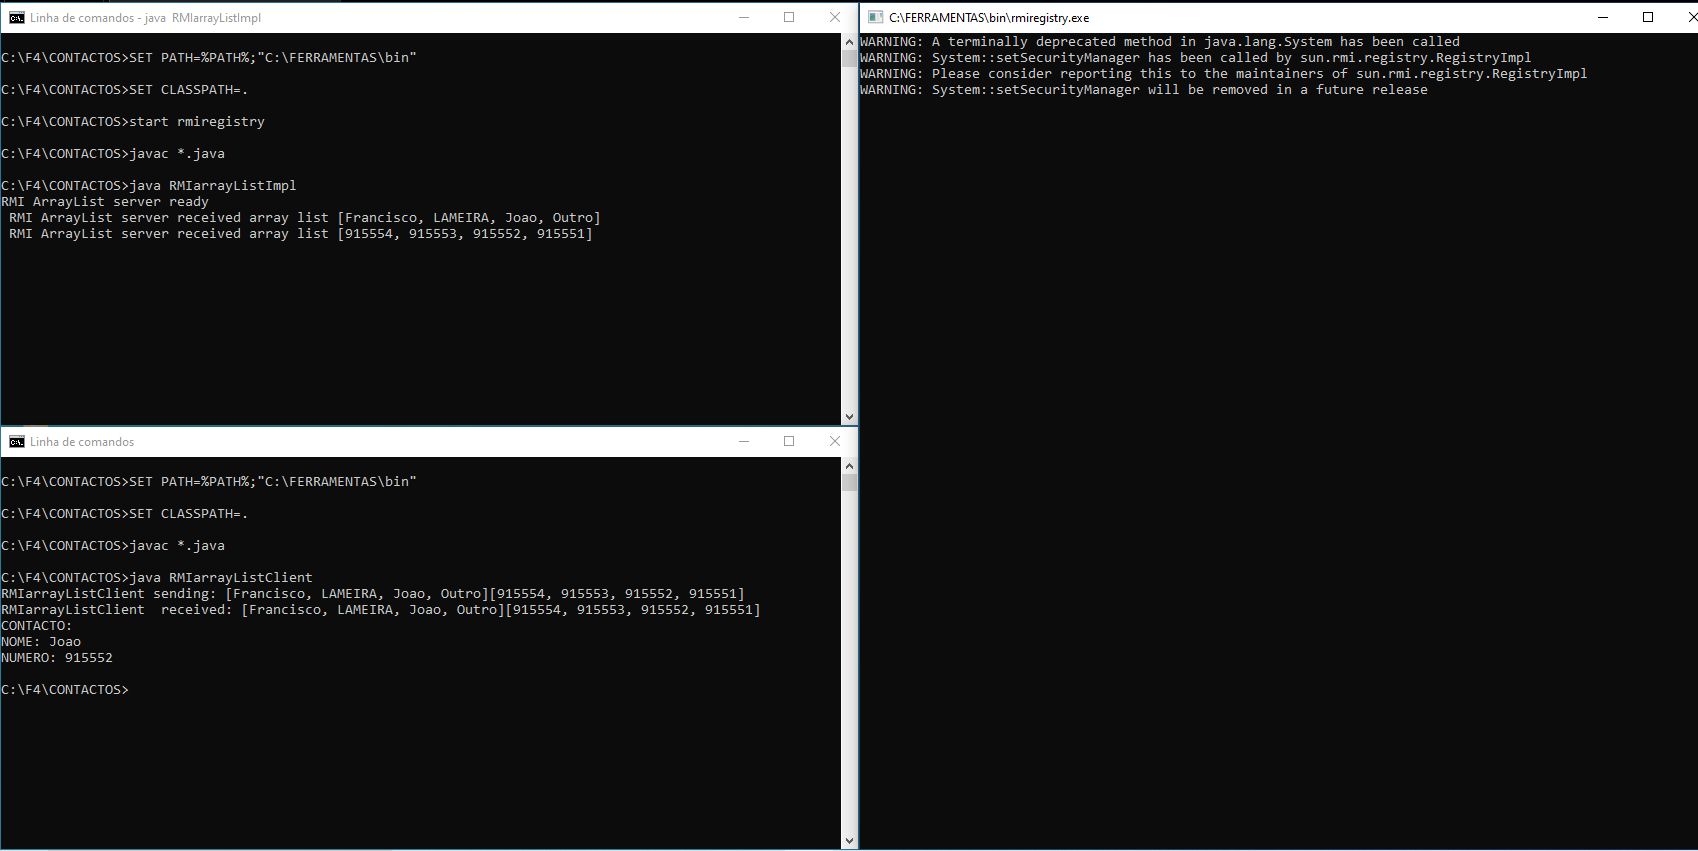 Linha de comandos - java  RMIarrayListImpl
C:\F4\CONTACTOS>SET PATH=%PATH%;"C:\FERRAMENTAS\bin"
C:\F4\CONTACTOS>SET CLASSPATH=.
C:\F4\CONTACTOS>start rmiregistry
C:\F4\CONTACTOS>javac *.java
C:\F4\CONTACTOS>java RMIarrayListImpl
RMI ArrayList server ready
 RMI ArrayList server received array list [Francisco, LAMEIRA, Joao, Outro]
 RMI ArrayList server received array list [915554, 915553, 915552, 915551]
Linha de comandos
C:\F4\CONTACTOS>SET PATH=%PATH%;"C:\FERRAMENTAS\bin"
C:\F4\CONTACTOS>SET CLASSPATH=.
C:\F4\CONTACTOS>javac *.java
C:\F4\CONTACTOS>java RMIarrayListClient
RMIarrayListClient sending: [Francisco, LAMEIRA, Joao, Outro][915554, 915553, 915552, 915551]
RMIarrayListClient  received: [Francisco, LAMEIRA, Joao, Outro][915554, 915553, 915552, 915551]
CONTACTO:
NOME: Joao
NUMERO: 915552
C:\F4\CONTACTOS>
C:\FERRAMENTAS\bin\rmiregistry.exe
WARNING: A terminally deprecated method in java.lang.System has been called
WARNING: System::setSecurityManager has been called by sun.rmi.registry.RegistryImpl
WARNING: Please consider reporting this to the maintainers of sun.rmi.registry.RegistryImpl
WARNING: System::setSecurityManager will be removed in a future release